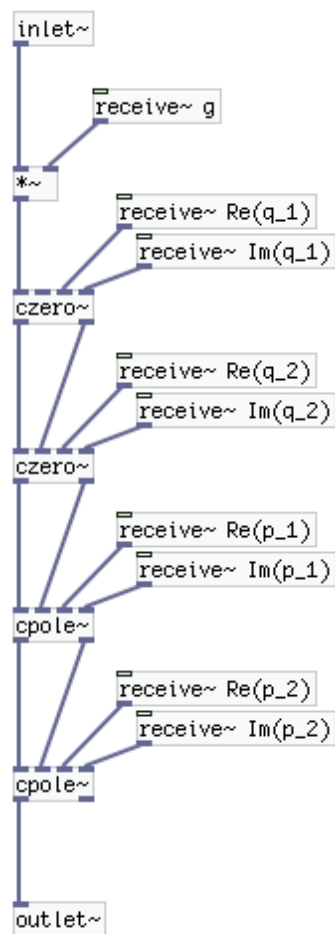 inlet~
receive~ g
*~
receive~ Re(q_1)
receive~ Im(q_1)
czero~
receive~ Re(q_2)
receive~ Im(q_2)
czero~
receive~ Re(p_1)
receive~ Im(p_1)
cpole~
receive~ Re(p_2)
receive~ Im(p_2)
cpole~
outlet~